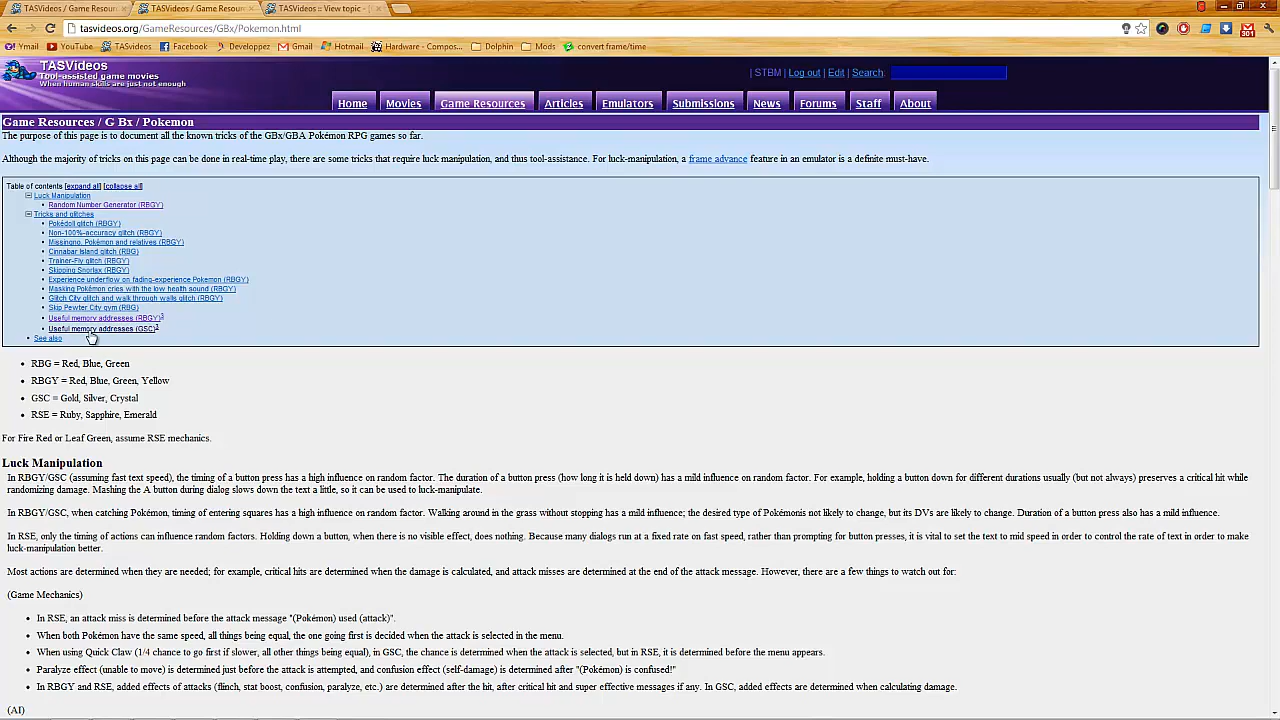 TASVideos / Game Resour
TASVideos / Game Resour
TASVideos :: View topic - [
tasvideos.org/GameResources/GBx/Pokemon.html
301
Ymail YouTube TASVideos Facebook Developpez Gmail Hotmail Hardware - Compos... Dolphin Mods convert frame/time
TASVideos
Tool-assisted game movies
When human skills are just not enough
| STBM | Log out | Edit | Search:
Home Movies Game Resources Articles Emulators Submissions News Forums Staff About
Game Resources / G Bx / Pokemon
The purpose of this page is to document all the known tricks of the GBx/GBA Pokémon RPG games so far.
Although the majority of tricks on this page can be done in real-time play, there are some tricks that require luck manipulation, and thus tool-assistance. For luck-manipulation, a frame advance feature in an emulator is a definite must-have.
Table of contents [expand all] [collapse all]
Luck Manipulation
Random Number Generator (RBGY)
Tricks and glitches
Pokédoll glitch (RBGY)
Non-100%-accuracy glitch (RBGY)
Missingno. Pokémon and relatives (RBGY)
Cinnabar Island glitch (RBG)
Trainer-Fly glitch (RBGY)
Skipping Snorlax (RBGY)
Experience underflow on fading-experience Pokemon (RBGY)
Masking Pokémon cries with the low health sound (RBGY)
Glitch City glitch and walk through walls glitch (RBGY)
Skip Pewter City gym (RBG)
Useful memory addresses (RBGY)
Useful memory addresses (GSC)
See also
RBG = Red, Blue, Green
RBGY = Red, Blue, Green, Yellow
GSC = Gold, Silver, Crystal
RSE = Ruby, Sapphire, Emerald
For Fire Red or Leaf Green, assume RSE mechanics.
Luck Manipulation
In RBGY/GSC (assuming fast text speed), the timing of a button press has a high influence on random factor. The duration of a button press (how long it is held down) has a mild influence on random factor. For example, holding a button down for different durations usually (but not always) preserves a critical hit while
randomizing damage. Mashing the A button during dialog slows down the text a little, so it can be used to luck-manipulate.
In RBGY/GSC, when catching Pokémon, timing of entering squares has a high influence on random factor. Walking around in the grass without stopping has a mild influence; the desired type of Pokémonis not likely to change, but its DVs are likely to change. Duration of a button press also has a mild influence.
In RSE, only the timing of actions can influence random factors. Holding down a button, when there is no visible effect, does nothing. Because many dialogs run at a fixed rate on fast speed, rather than prompting for button presses, it is vital to set the text to mid speed in order to control the rate of text in order to make
luck-manipulation better.
Most actions are determined when they are needed; for example, critical hits are determined when the damage is calculated, and attack misses are determined at the end of the attack message. However, there are a few things to watch out for:
(Game Mechanics)
In RSE, an attack miss is determined before the attack message "(Pokémon) used (attack)".
When both Pokémon have the same speed, all things being equal, the one going first is decided when the attack is selected in the menu.
When using Quick Claw (1/4 chance to go first if slower, all other things being equal), in GSC, the chance is determined when the attack is selected, but in RSE, it is determined before the menu appears.
Paralyze effect (unable to move) is determined just before the attack is attempted, and confusion effect (self-damage) is determined after "(Pokémon) is confused!"
In RBGY and RSE, added effects of attacks (flinch, stat boost, confusion, paralyze, etc.) are determined after the hit, after critical hit and super effective messages if any. In GSC, added effects are determined when calculating damage.
(AI)